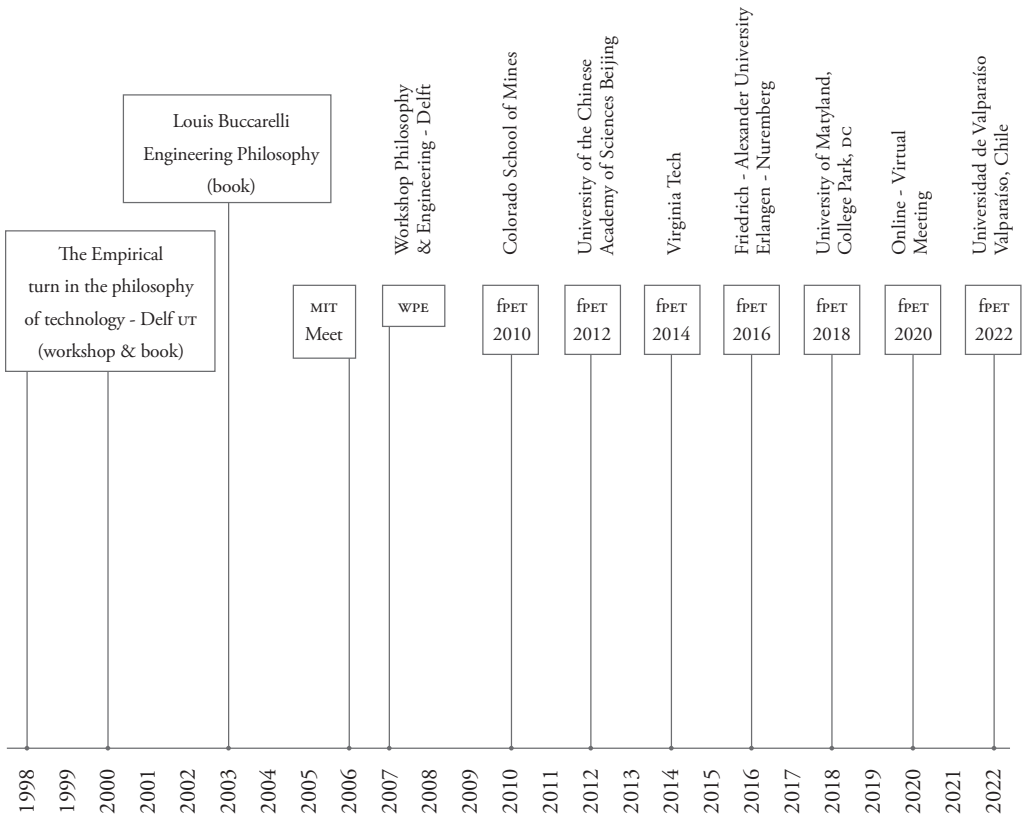 Louis Buccarelli
Engineering Philosophy
(book)
The Empirical
turn in the philosophy
of technology - Delf UT
(workshop & book)
Workshop Philosophy
& Engineering - Delft
Colorado School of Mines
University of the Chinese
Academy of Sciences Beijing
Virginia Tech
Friedrich - Alexander University
Erlangen - Nuremberg
University of Matyland,
College Park, DC
Online - Virtual
Meeting
Universidad de Valparaíso
Valparaíso, Chile
MIT
Meet
WPE
fPET
2010
fPET
2012
fPET
2014
fPET
2016
fPET
2018
fPET
2020
fPET
2022
1998
1999
2000
2001
2002
2003
2004
2005
2006
2007
2008
2009
2010
2011
2012
2013
2014
2015
2016
2017
2018
2019
2020
2021
2022